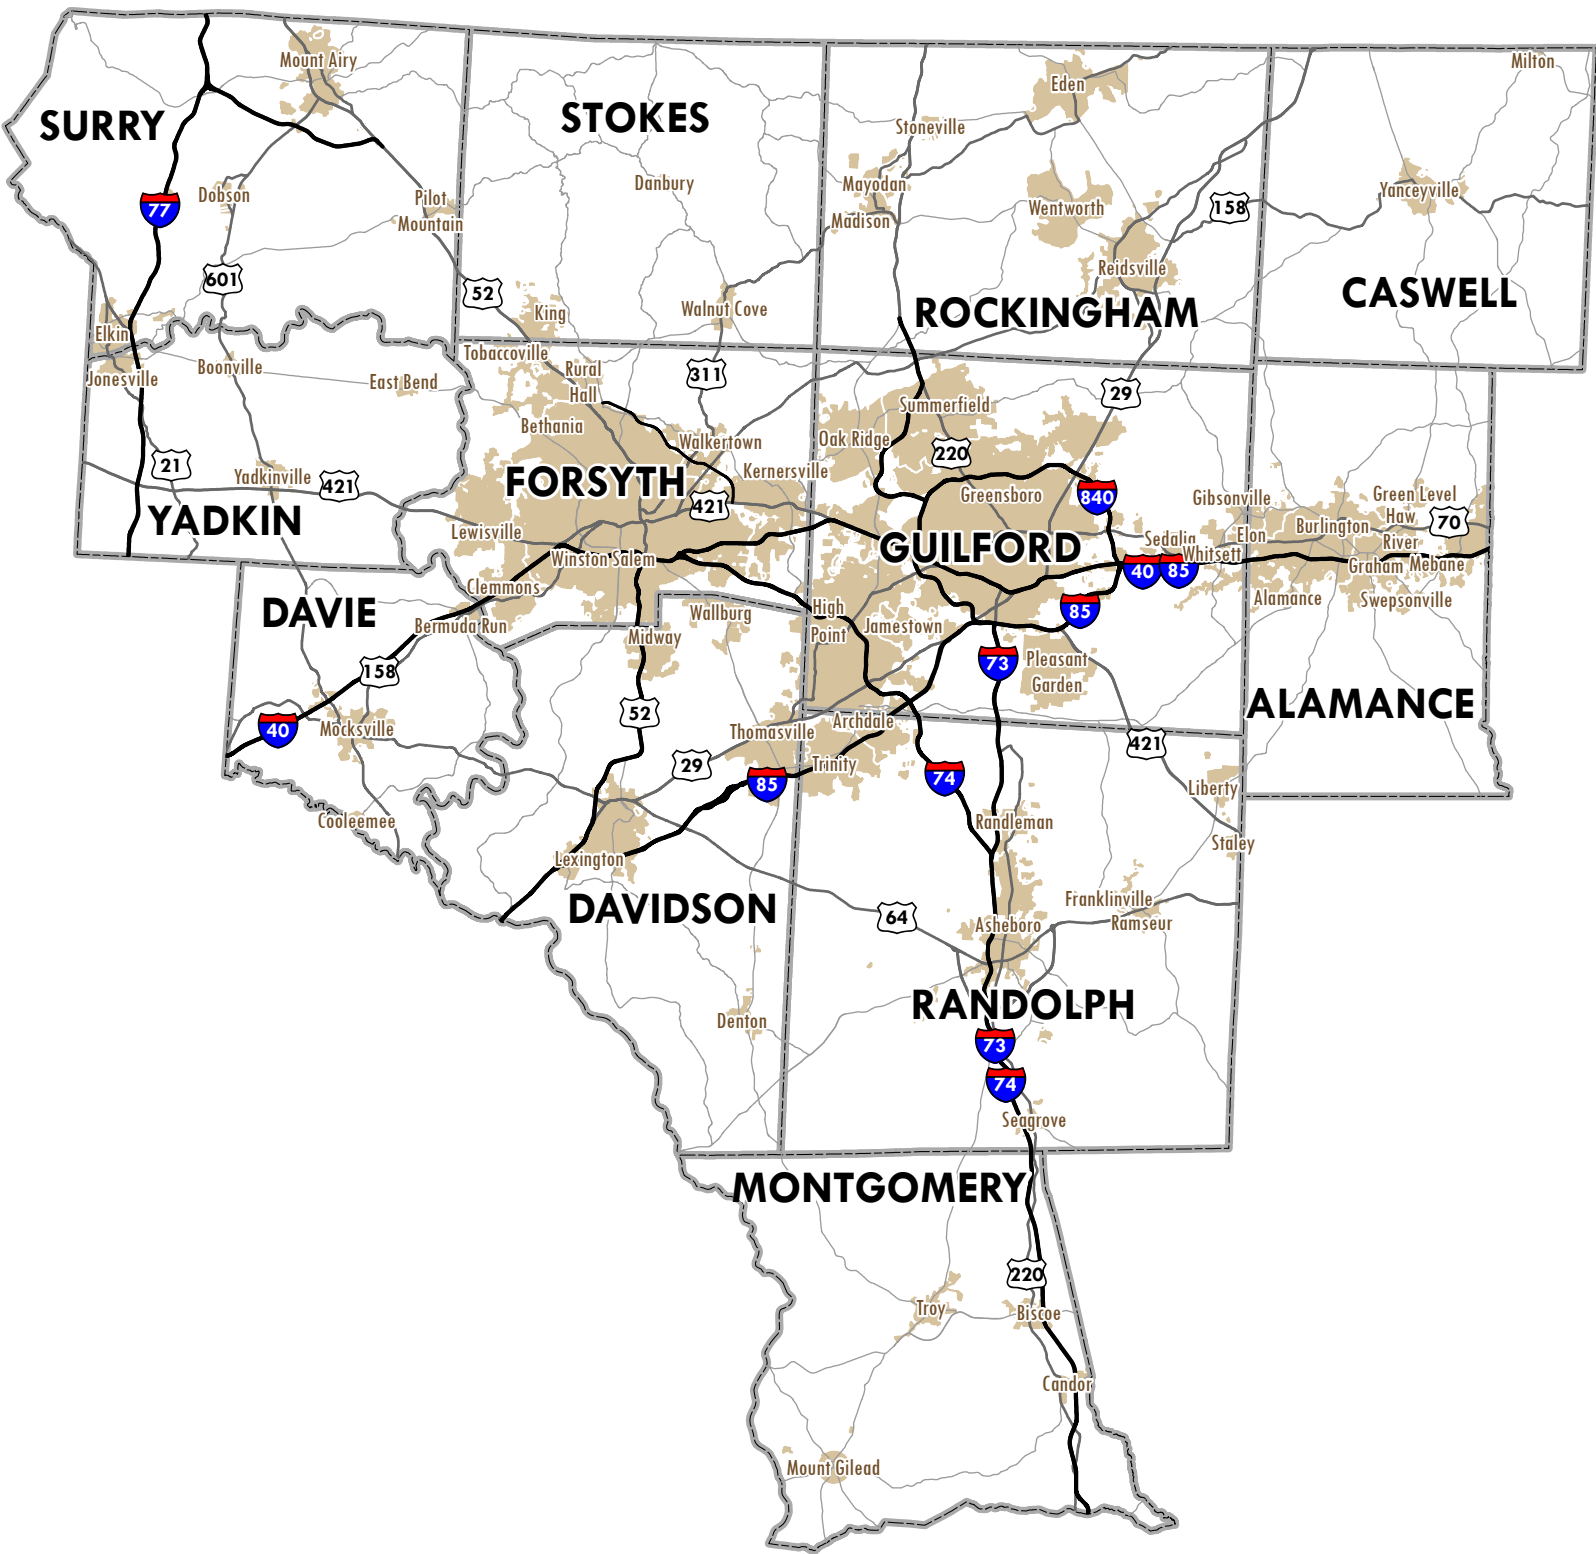 Milton
Mount Airy
Eden
SURRY
STOKES
Stoneville
Danbury
Mayodan
Yanceyville
Dobson
Pilot
Mountain
77
Wentworth
158
Madison
Reidsville
601
52
CASWELL
King
Walnut Cove
ROCKINGHAM
Elkin
Tobaccoville
Boonville
Rural
Hall
Jonesville
East Bend
311
29
Summerfield
Bethania
Walkertown
Oak Ridge
220
21
Yadkinville
421
Kernersville
FORSYTH
421
Greensboro
840
Gibsonville
Green Level
Haw
River
70
YADKIN
Lewisville
Burlington
Elon
Sedalia
GUILFORD
Whitsett
Winston Salem
40
85
Graham
Mebane
Clemmons
Alamance
Swepsonville
DAVIE
Bermuda Run
Wallburg
High
Point
Jamestown
85
Midway
158
73
Pleasant
Garden
ALAMANCE
40
Mocksville
52
Thomasville
Archdale
421
29
Trinity
85
74
Liberty
Cooleemee
Randleman
Staley
Lexington
DAVIDSON
64
Franklinville
Asheboro
Ramseur
RANDOLPH
Denton
73
74
Seagrove
MONTGOMERY
220
Troy
Biscoe
Candor
Mount Gilead